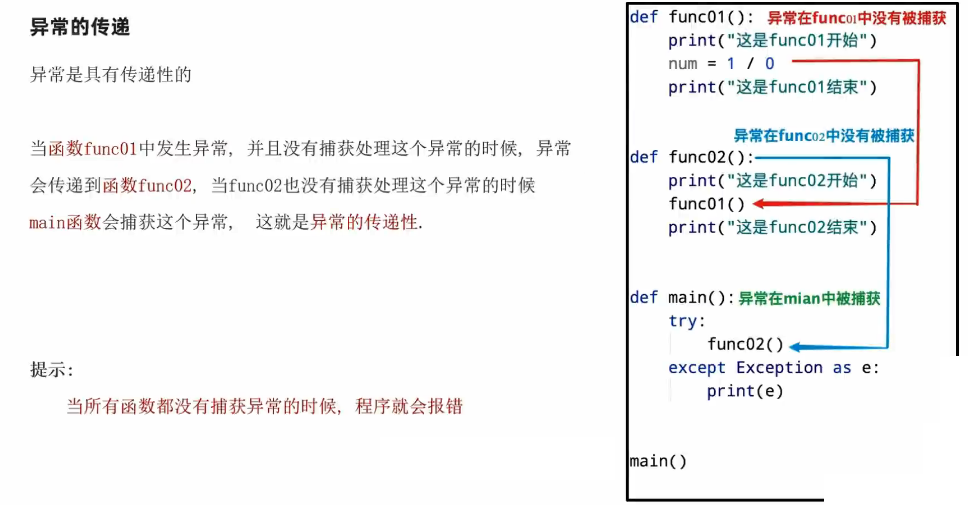 异常的传递
异常是具有传递性的
当函数func01中发生异常, 并且没有捕获处理这个异常的时候, 异常
会传递到函数func02, 当func02也没有捕获处理这个异常的时候
main函数会捕获这个异常, 这就是异常的传递性.
提示:
当所有函数都没有捕获异常的时候, 程序就会报错
def func01(): 异常在func01中没有被捕获
print("这是func01开始")
num = 1 / 0
print("这是func01结束")
异常在func02中没有被捕获
def func02():
print("这是func02开始")
func01()
print("这是func02结束")
def main(): 异常在mian中被捕获
try:
func02()
except Exception as e:
print(e)
main()